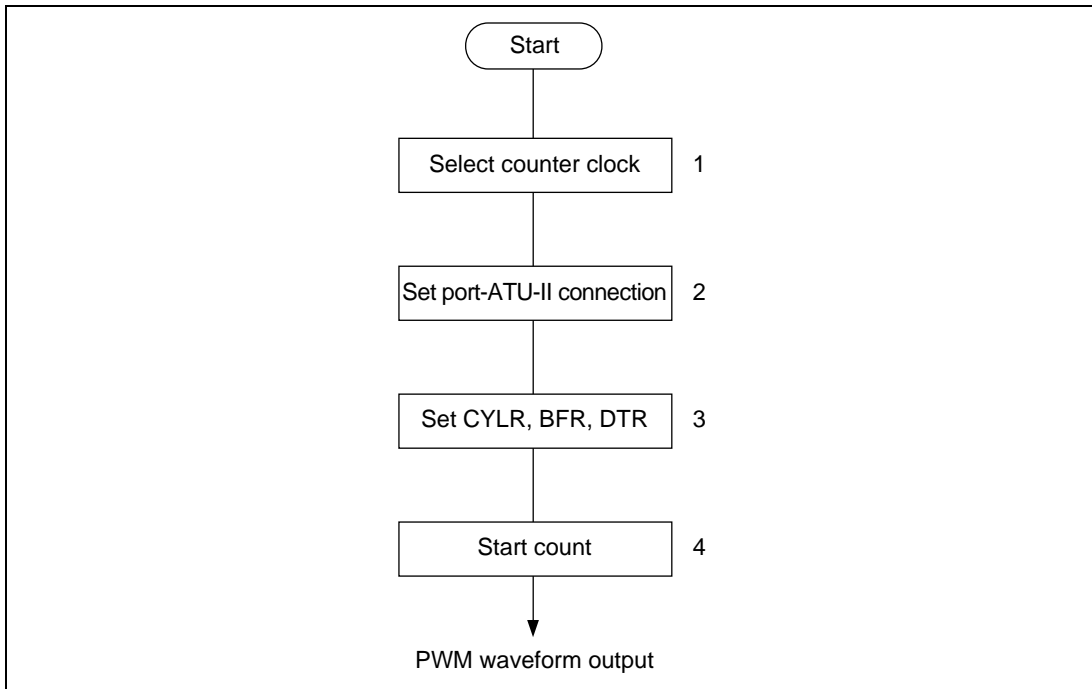 Start
Select counter clock 1
Set port-ATU-II connection 2
Set CYLR, BFR, DTR 3
Start count 4
PWM waveform output